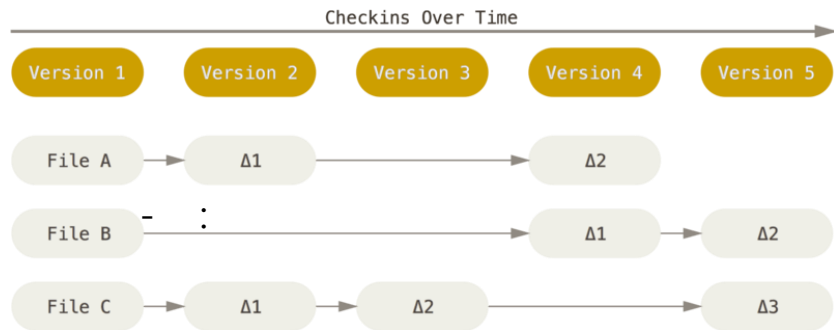 Checkins Over Time
Version 1 Version 2 Version 3 Version 4 Version 5
File A Δ1 Δ2
File B Δ1 Δ2
File C Δ1 Δ2 Δ3